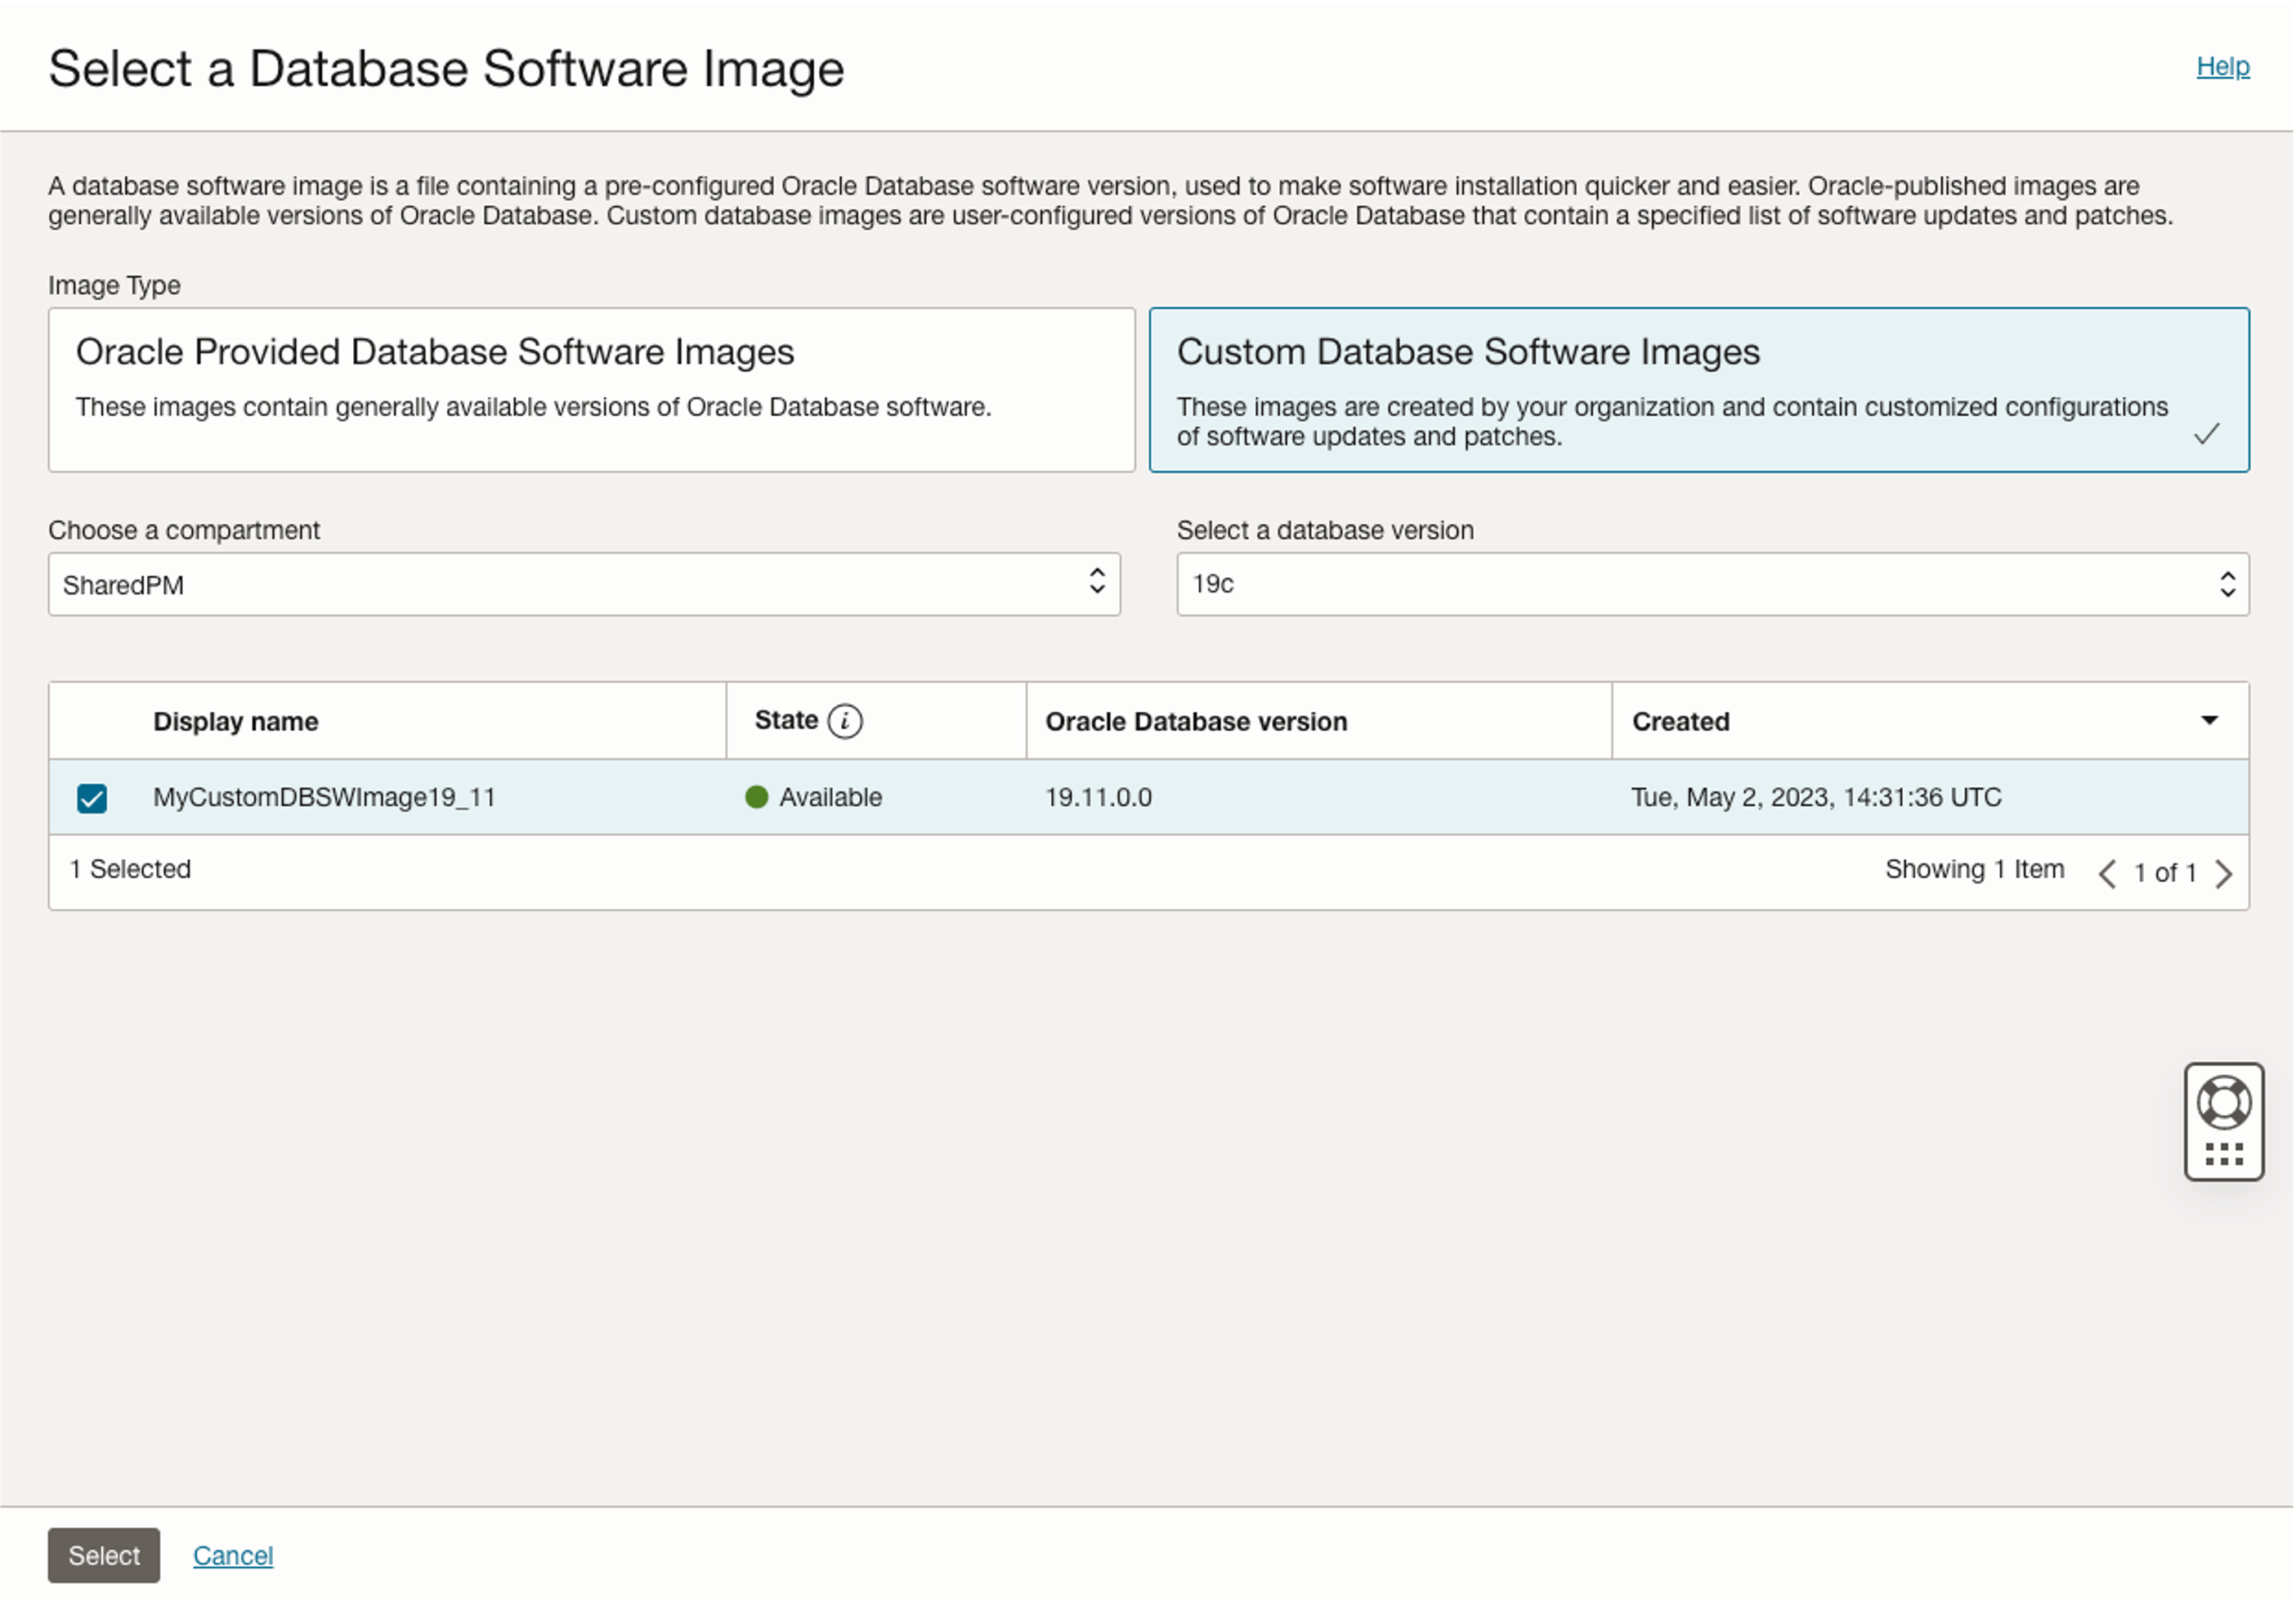 Select a Database Software Image
Help
A database software image is a file containing a pre-configured Oracle Database software version, used to make software installation quicker and easier. Oracle-published images are
generally available versions of Oracle Database. Custom database images are user-configured versions of Oracle Database that contain a specified list of software updates and patches.
Image Type
Oracle Provided Database Software Images
These images contain generally available versions of Oracle Database software.
Custom Database Software Images
These images are created by your organization and contain customized configurations
of software updates and patches.
Choose a compartment
SharedPM
Select a database version
19c
Display name State i Oracle Database version Created
MyCustomDBSWImage19_11 Available 19.11.0.0 Tue, May 2, 2023, 14:31:36 UTC
1 Selected Showing 1 Item 1 of 1
Select Cancel